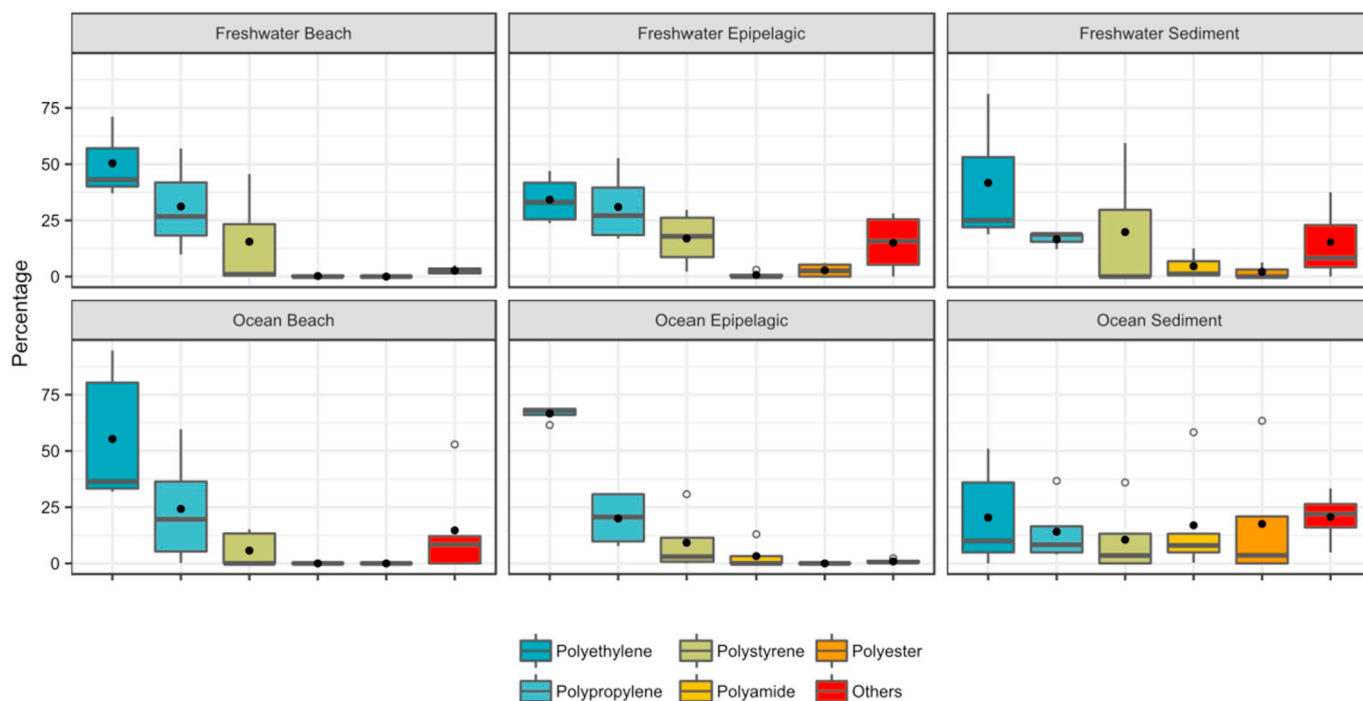 Freshwater Beach Freshwater Epipelagic Freshwater Sediment
75
50
25
0
Percentage
Ocean Beach Ocean Epipelagic Ocean Sediment
75
50
25
0
Polyethylene Polystyrene Polyester
Polypropylene Polyamide Others